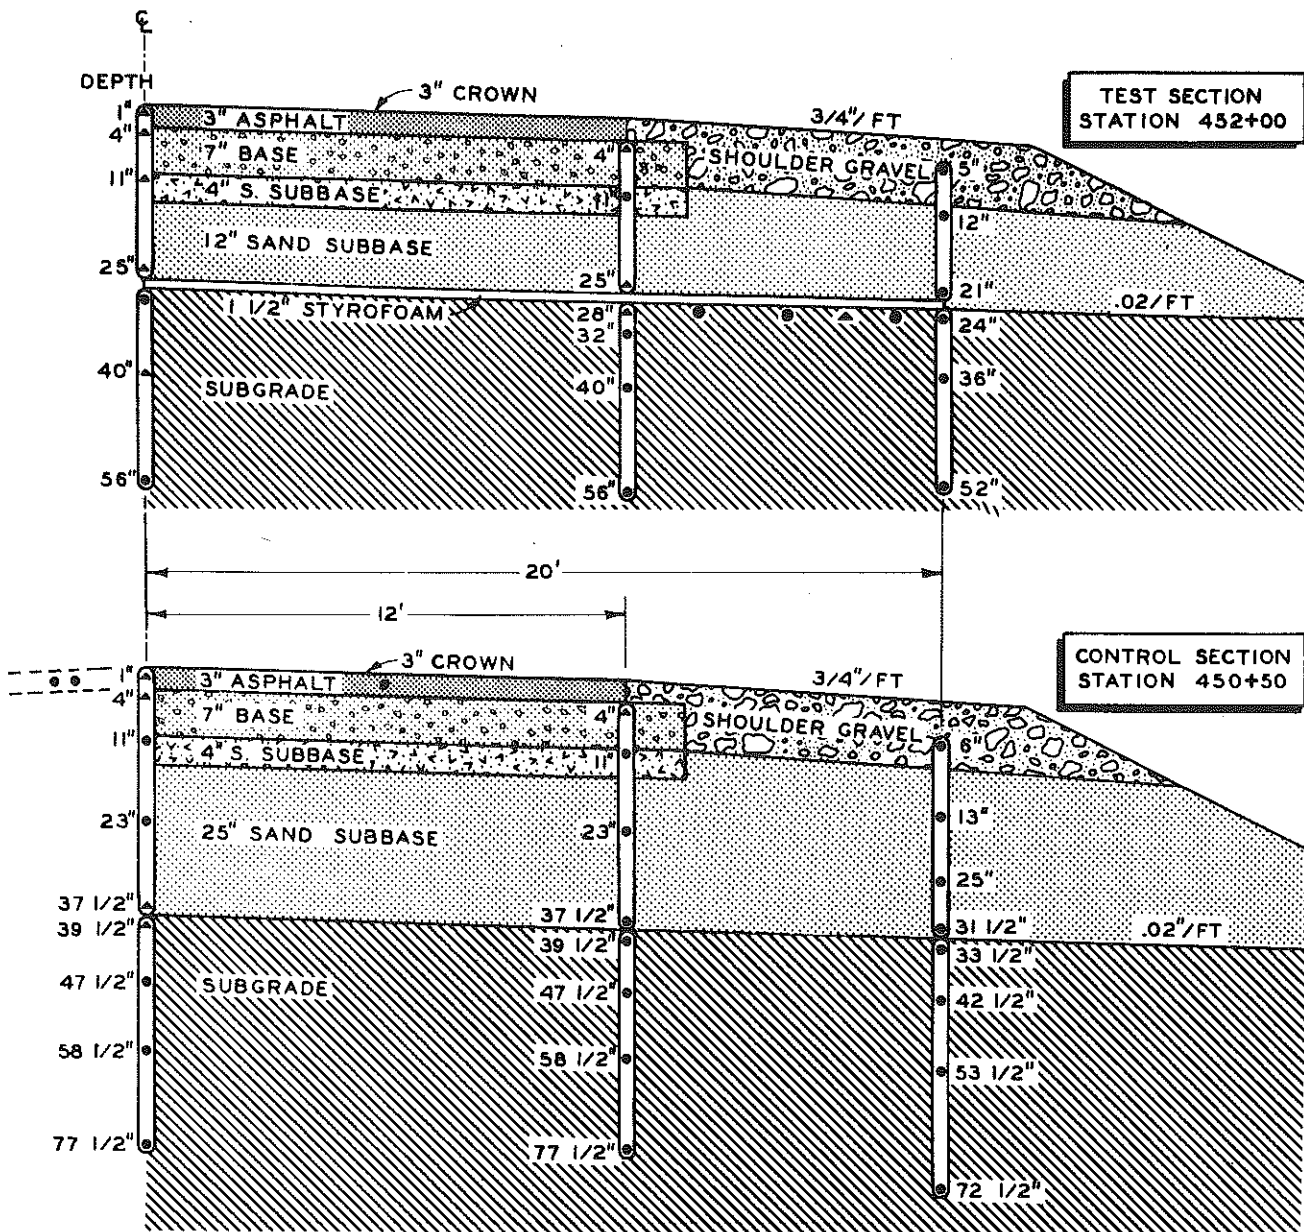 ℄
DEPTH
3" CROWN
TEST SECTION
STATION 452+00
1"
4"
11"
25"
40"
56"
3" ASPHALT
7" BASE
4" S. SUBBASE
12" SAND SUBBASE
1 1/2" STYROFOAM
SUBGRADE
3/4"/ FT
SHOULDER GRAVEL
4"
11"
25"
28"
32"
40"
56"
5"
12"
21"
24"
36"
52"
.02/FT
20'
12'
3" CROWN
CONTROL SECTION
STATION 450+50
1"
4"
11"
23"
37 1/2"
39 1/2"
47 1/2"
58 1/2"
77 1/2"
3" ASPHALT
7" BASE
4" S. SUBBASE
25" SAND SUBBASE
SUBGRADE
3/4"/ FT
SHOULDER GRAVEL
4"
11"
23"
37 1/2"
39 1/2"
47 1/2"
58 1/2"
77 1/2"
6"
13"
25"
31 1/2"
33 1/2"
42 1/2"
53 1/2"
72 1/2"
.02"/FT